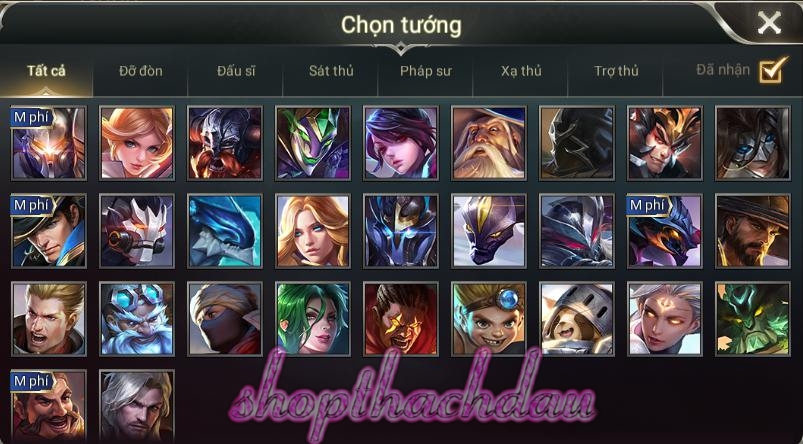 Chọn tướng
Tất cả Đỡ đòn Đấu sĩ Sát thủ Pháp sư Xạ thủ Trợ thủ Đã nhận
M phí
M phí M phí
M phí
shopthachdau